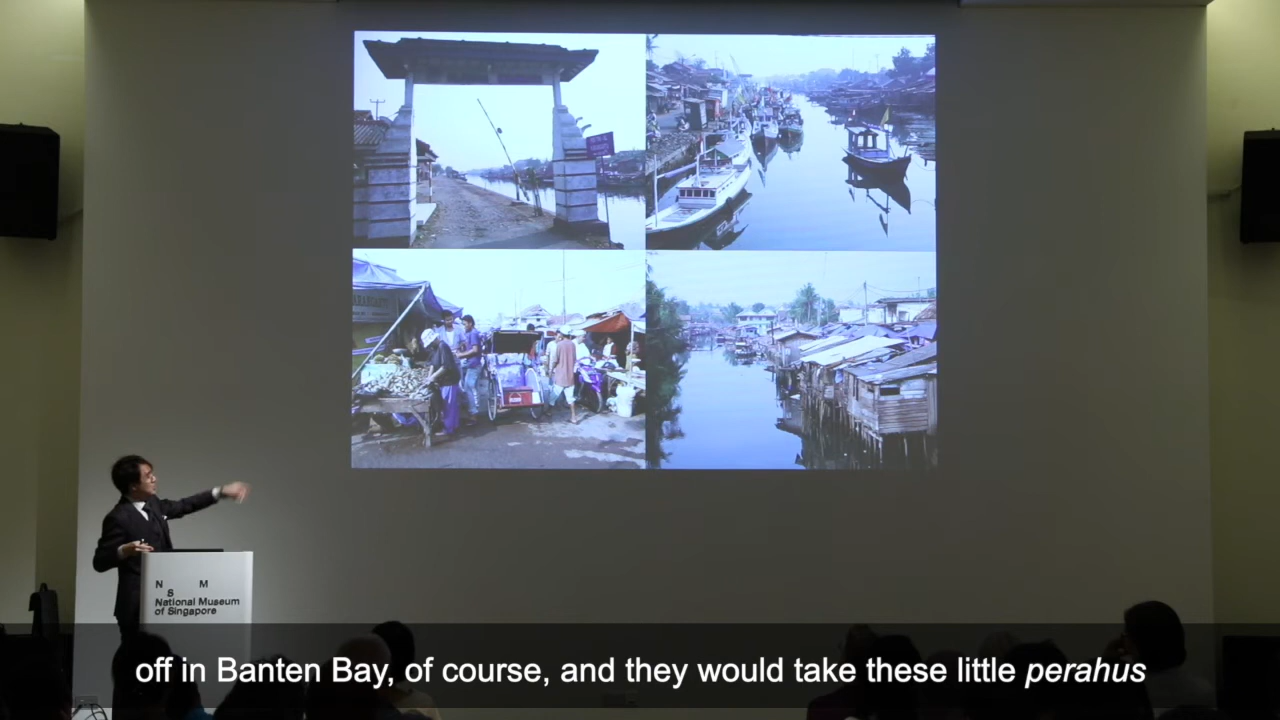 N M
S
National Museum
of Singapore
off in Banten Bay, of course, and they would take these little perahus